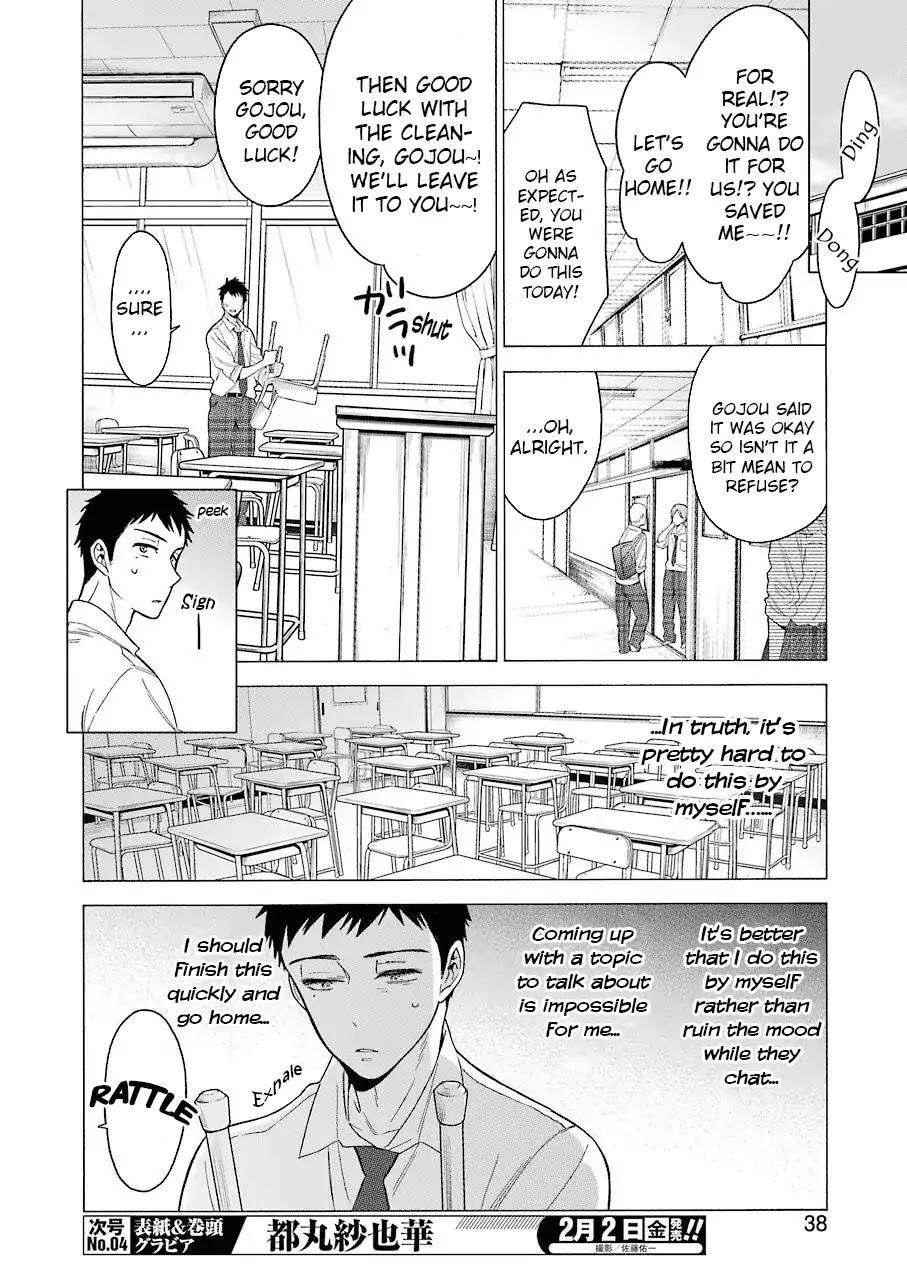 Ding
Dong
FOR
REAL!?
YOU'RE
GONNA DO
IT FOR
US!? YOU
SAVED
ME~~!!
LET'S
GO
HOME!!
OH AS
EXPECT-
ED, YOU
WERE
GONNA
DO THIS
TODAY!
GOJOU SAID
IT WAS OKAY
SO ISN'T IT A
BIT MEAN TO
REFUSE?
...OH,
ALRIGHT.
THEN GOOD
LUCK WITH
THE CLEAN-
ING, GOJOU~!
WE'LL LEAVE
IT TO YOU~~!
SORRY
GOJOU,
GOOD
LUCK!
ガラッ
Shut
....
SURE
...
peek
Sign
...In truth, it's
pretty hard to
do this by
myself......
It's better
that I do this
by myself
rather than
ruin the mood
while they
chat...
Coming up
with a topic
to talk about
is impossible
For me...
I should
Finish this
quickly and
go home...
Exhale
RATTLE
38
次号
No.04
表紙&巻頭
グラビア
都丸紗也華
2月2日金発売!!
撮影/佐藤佑一